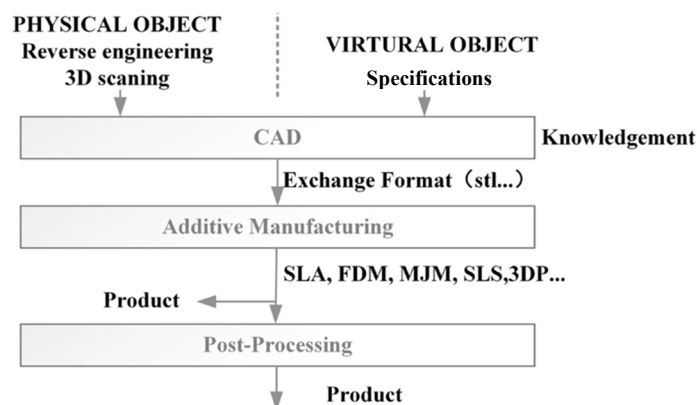 PHYSICAL OBJECT
Reverse engineering
3D scaning
VIRTURAL OBJECT
Specifications
CAD
Knowledgement
Exchange Format（stl...）
Additive Manufacturing
SLA, FDM, MJM, SLS,3DP...
Product
Post-Processing
Product